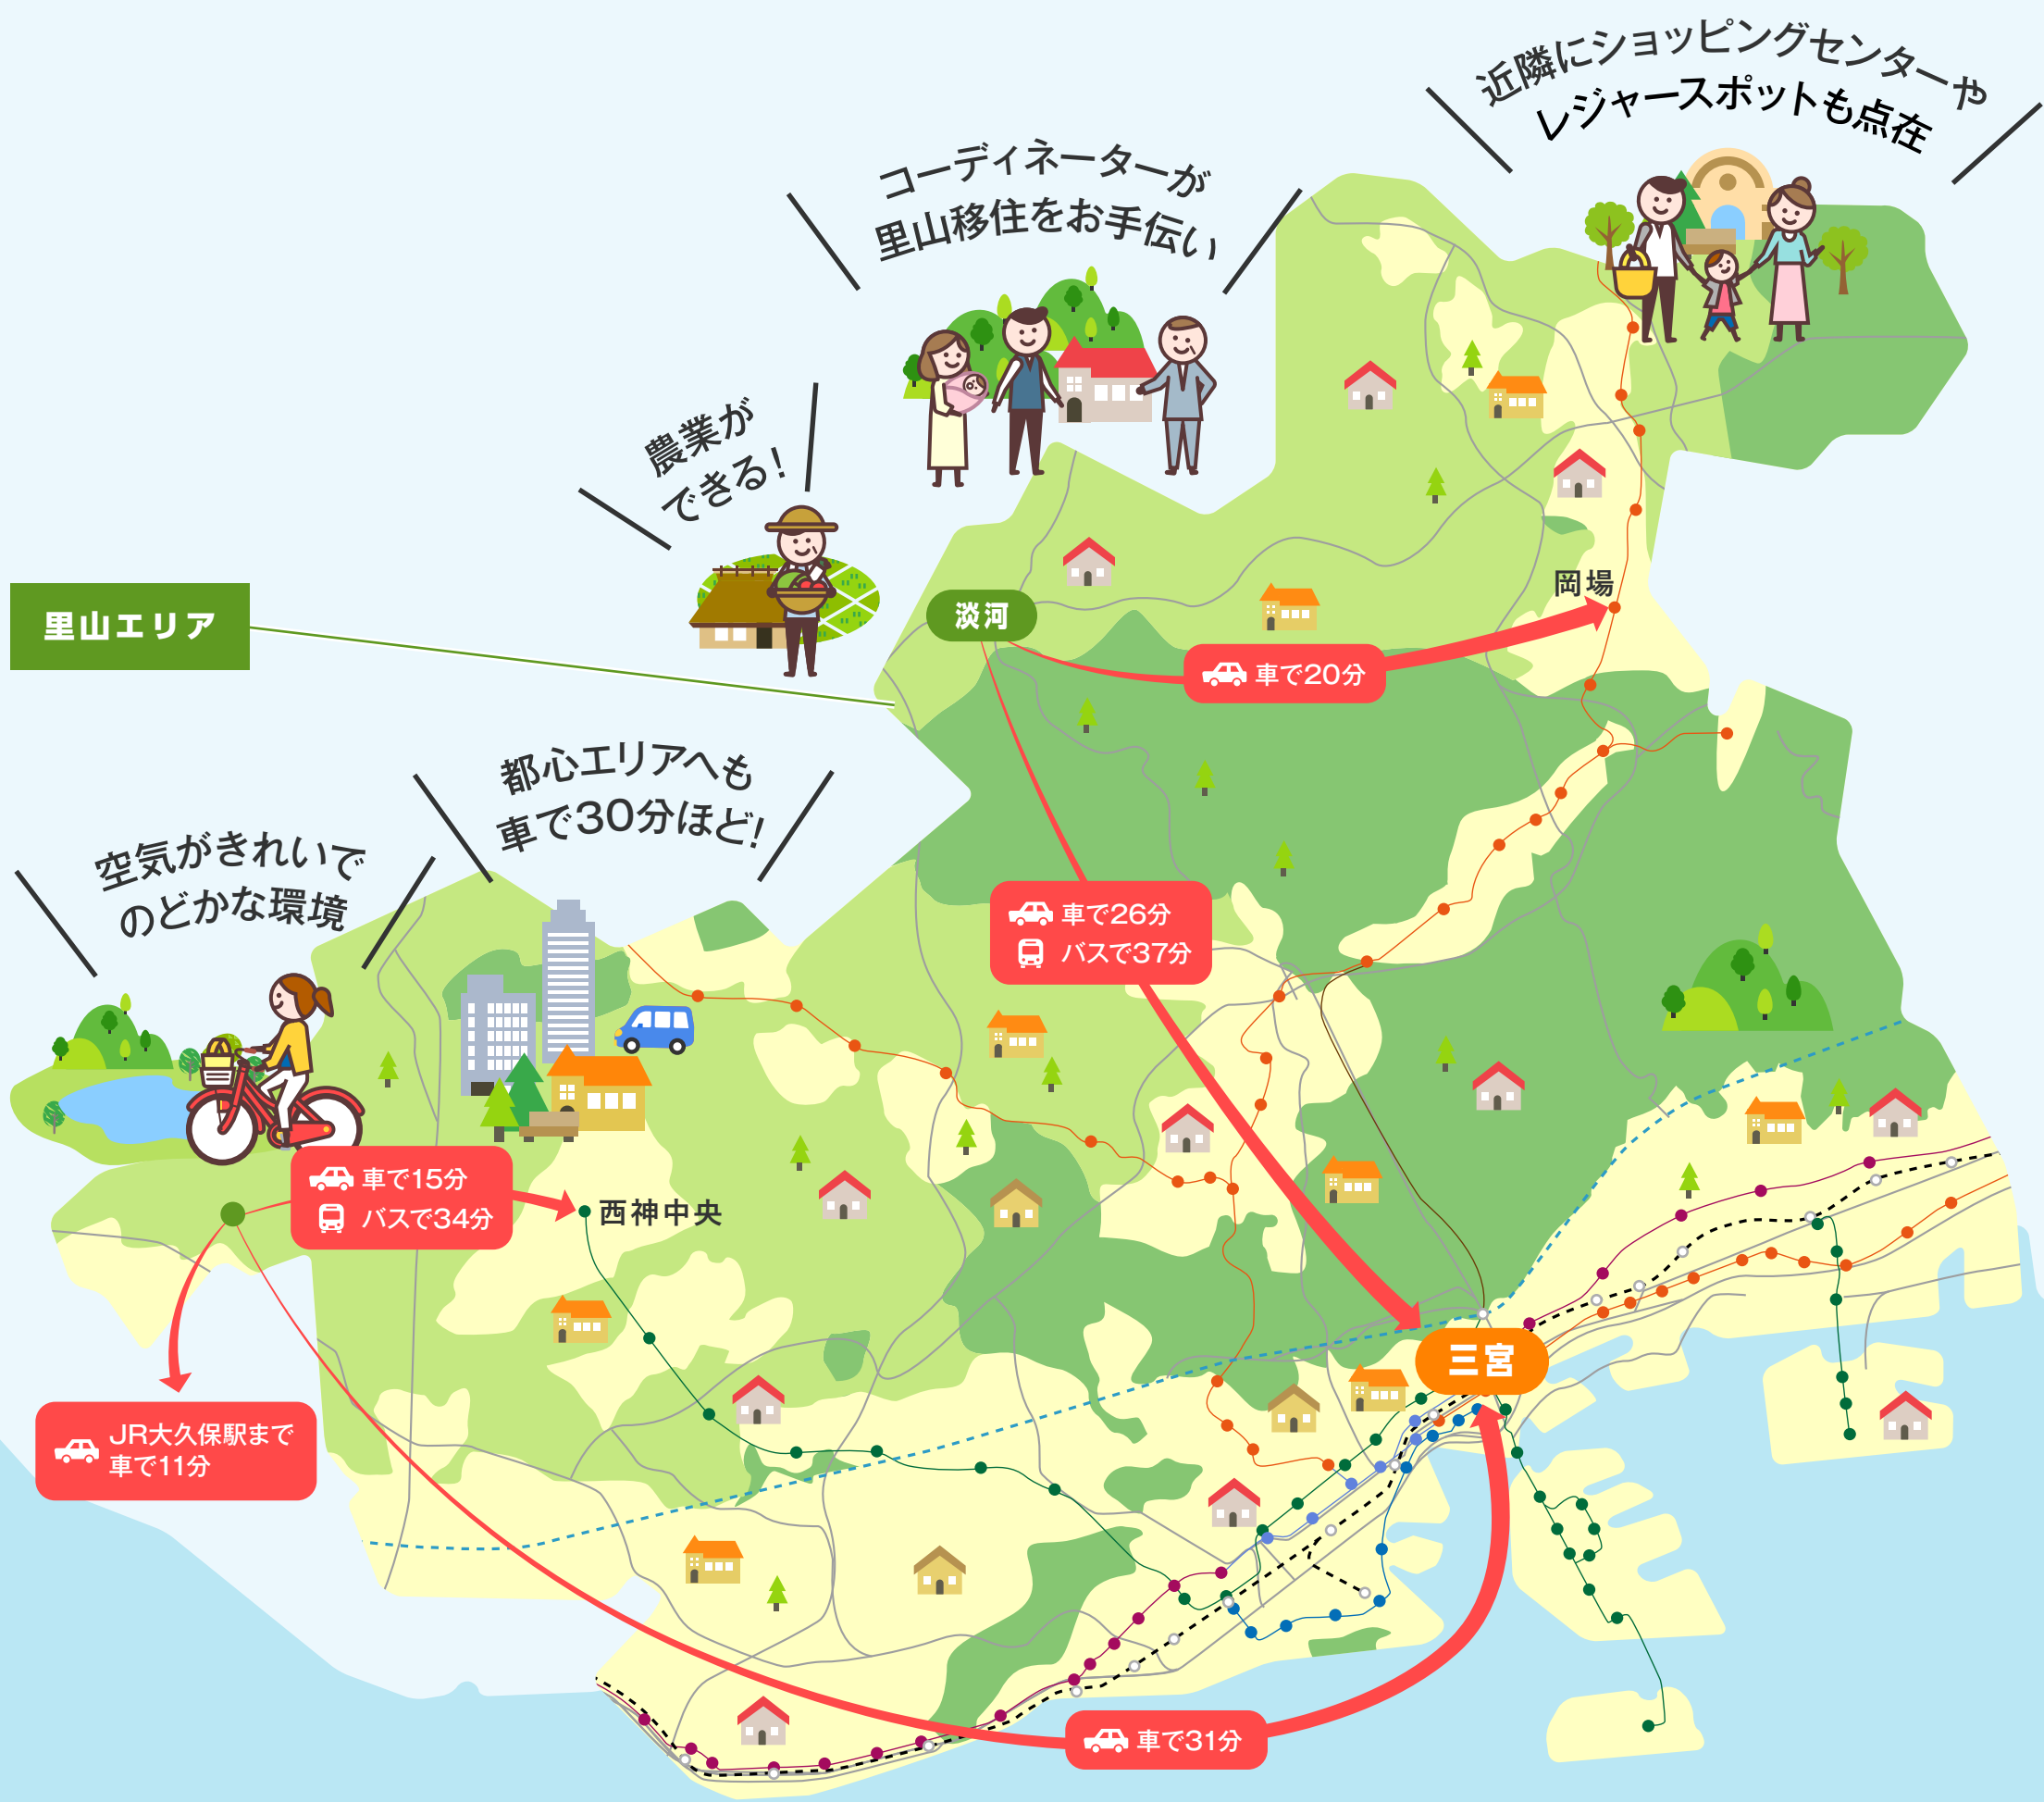 近隣にショッピングセンターや
レジャースポットも点在
コーディネーターが
里山移住をお手伝い
農業が
できる！
里山エリア
淡河
岡場
車で20分
都心エリアへも
車で30分ほど！
空気がきれいで
のどかな環境
車で26分
バスで37分
車で15分
バスで34分
西神中央
三宮
JR大久保駅まで
車で11分
車で31分